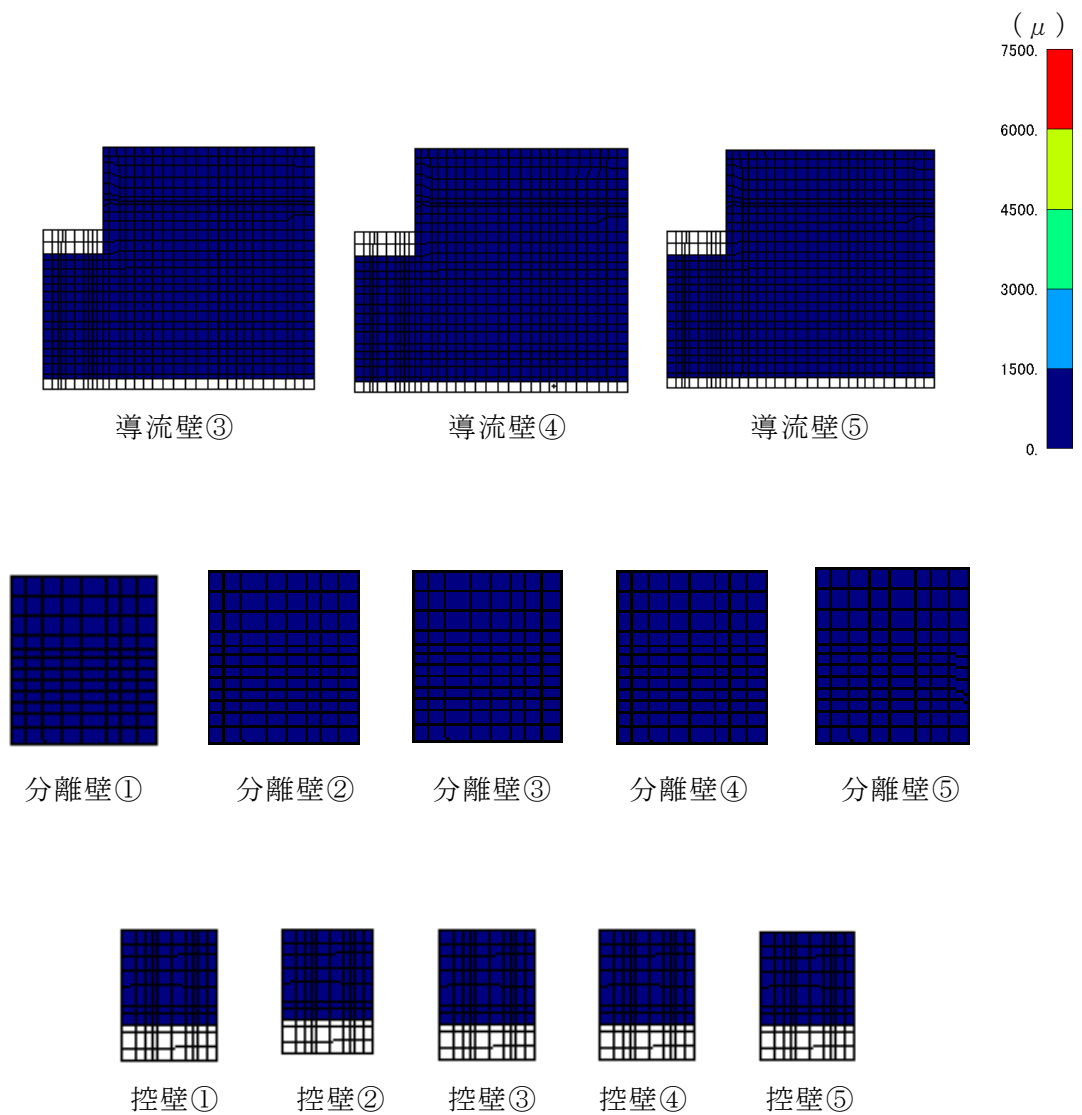 (μ)
7500.
6000.
4500.
3000.
1500.
0.
導流壁③ 導流壁④ 導流壁⑤
分離壁① 分離壁② 分離壁③ 分離壁④ 分離壁⑤
控壁① 控壁② 控壁③ 控壁④ 控壁⑤